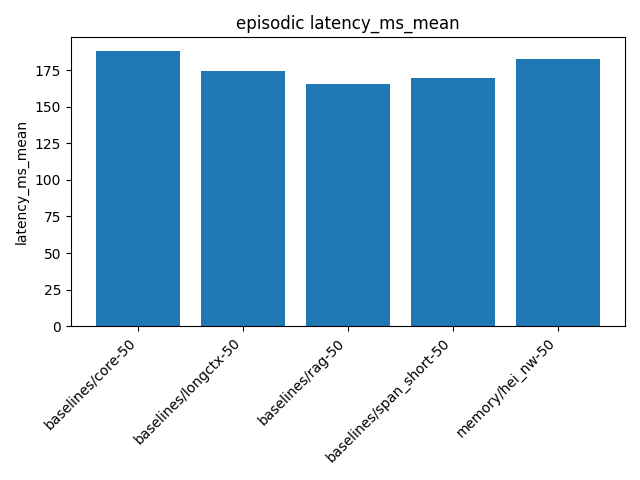 episodic latency_ms_mean
latency_ms_mean
175
150
125
100
75
50
25
0
baselines/core-50
baselines/longctx-50
baselines/rag-50
baselines/span_short-50
memory/hei_nw-50